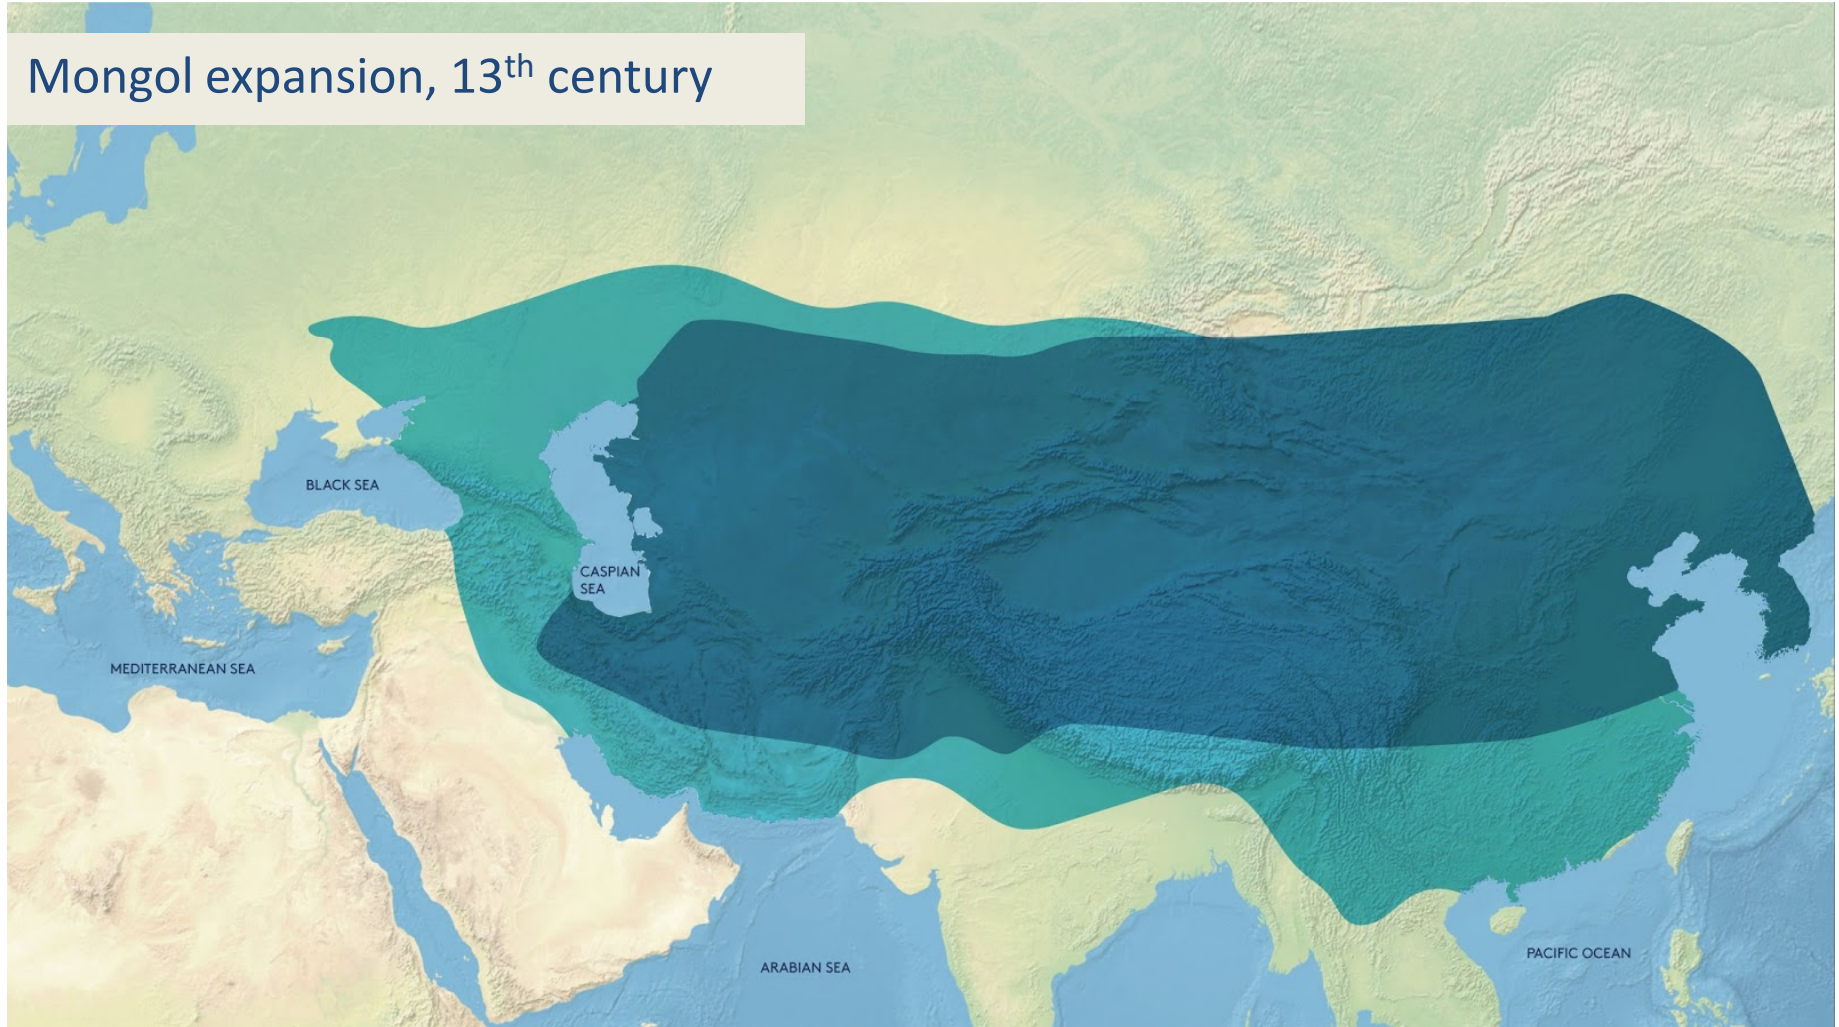 Mongol expansion, 13th century
BLACK SEA
CASPIAN
SEA
MEDITERRANEAN SEA
PACIFIC OCEAN
ARABIAN SEA